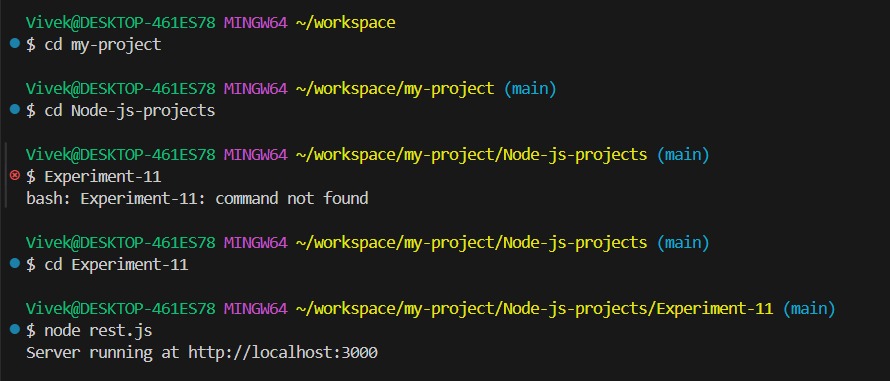 Vivek@DESKTOP-461ES78 MINGW64 ~/workspace
$ cd my-project
Vivek@DESKTOP-461ES78 MINGW64 ~/workspace/my-project (main)
$ cd Node-js-projects
Vivek@DESKTOP-461ES78 MINGW64 ~/workspace/my-project/Node-js-projects (main)
$ Experiment-11
bash: Experiment-11: command not found
Vivek@DESKTOP-461ES78 MINGW64 ~/workspace/my-project/Node-js-projects (main)
$ cd Experiment-11
Vivek@DESKTOP-461ES78 MINGW64 ~/workspace/my-project/Node-js-projects/Experiment-11 (main)
$ node rest.js
Server running at http://localhost:3000